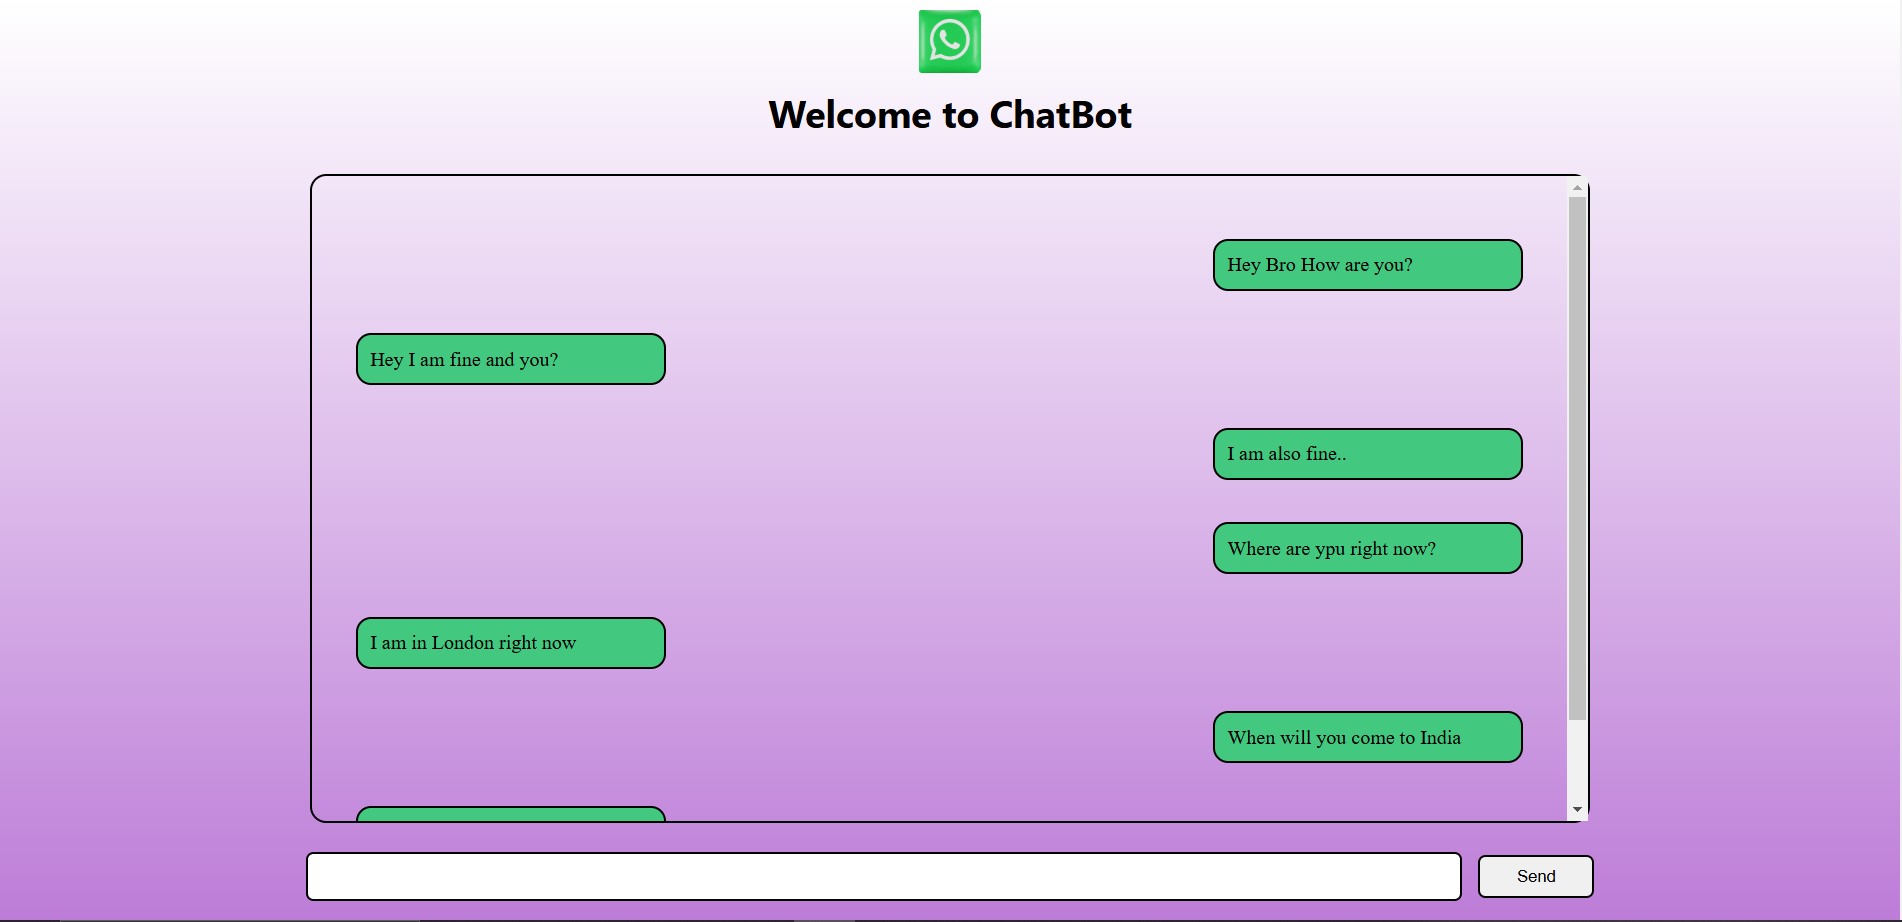 Welcome to ChatBot
Hey Bro How are you?
Hey I am fine and you?
I am also fine..
Where are ypu right now?
I am in London right now
When will you come to India
Send